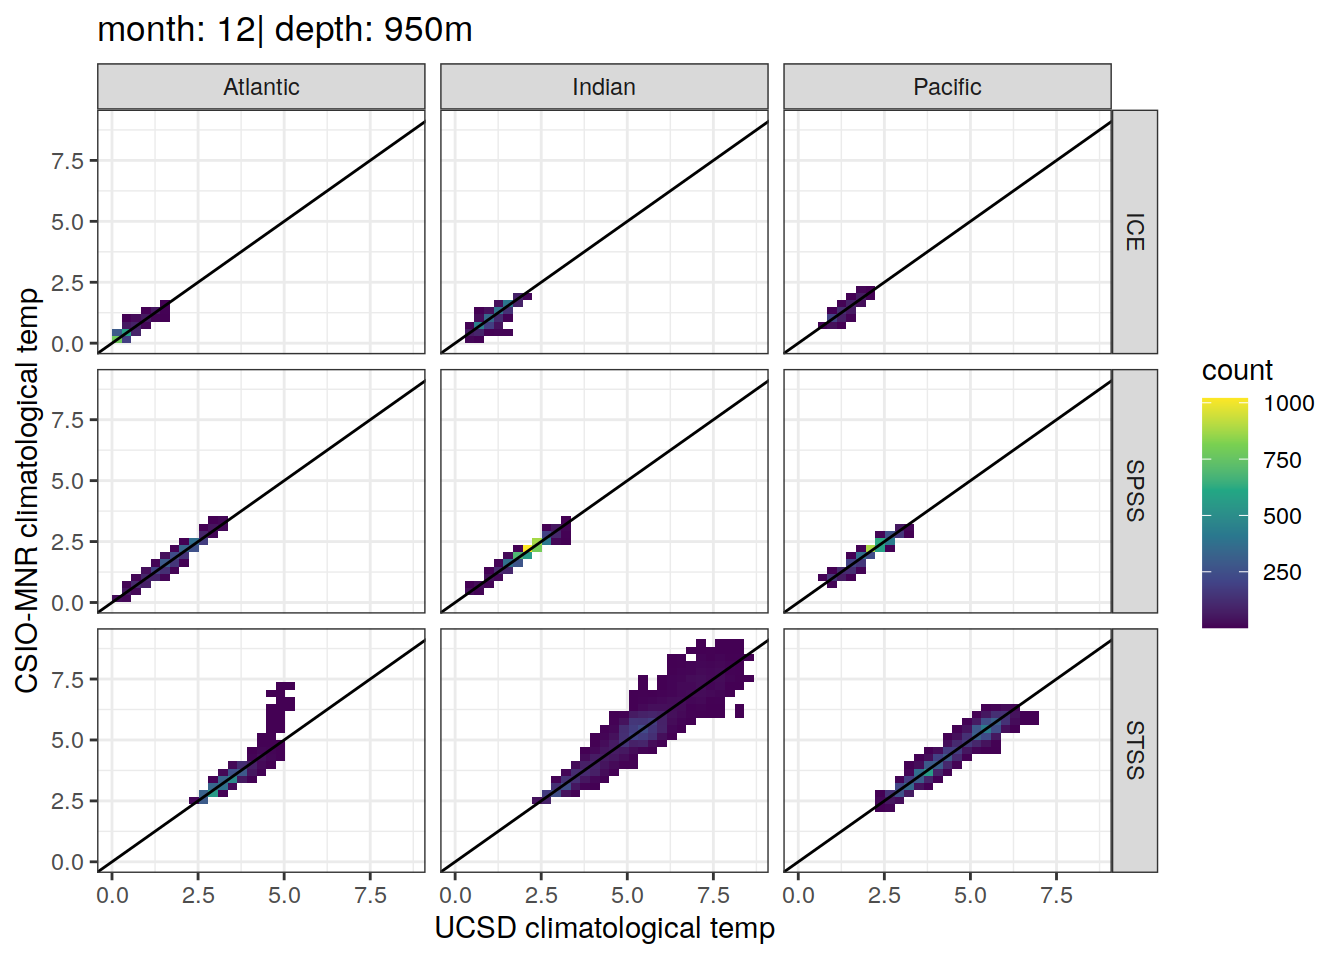 month: 12| depth: 950m
Atlantic
Indian
Pacific
7.5
5.0
2.5
0.0
ICE
7.5
5.0
2.5
0.0
SPSS
7.5
5.0
2.5
0.0
STSS
0.0 2.5 5.0 7.5
0.0 2.5 5.0 7.5
0.0 2.5 5.0 7.5
UCSD climatological temp
CSIO-MNR climatological temp
count
1000
750
500
250